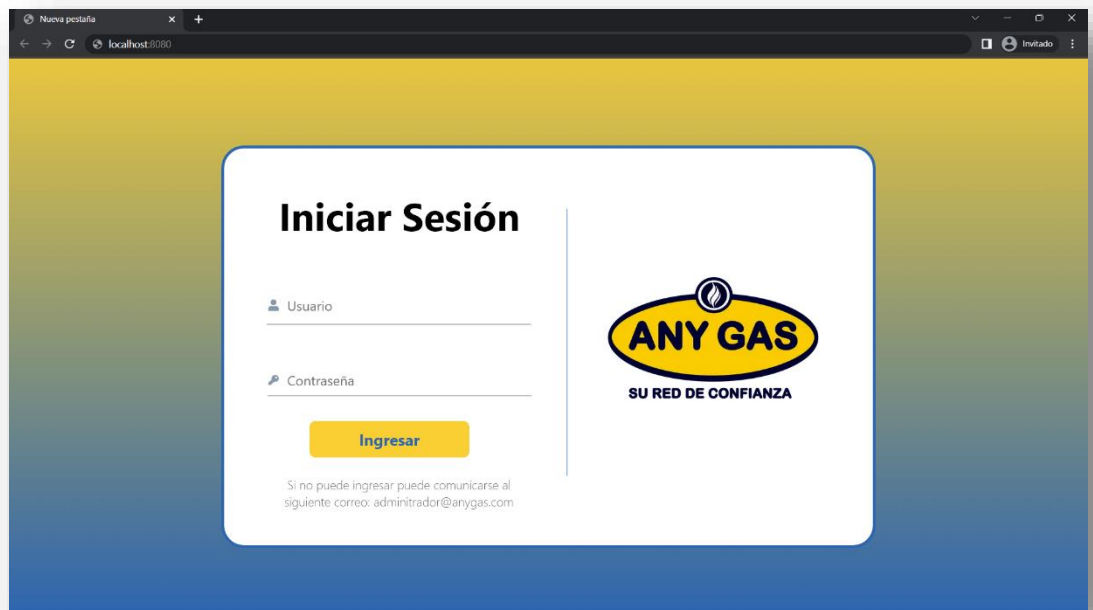 Nueva pestaña
localhost:8080
Invitado
Iniciar Sesión
Usuario
Contraseña
Ingresar
Si no puede ingresar puede comunicarse al
siguiente correo: adminitrador@anygas.com
ANY GAS
SU RED DE CONFIANZA